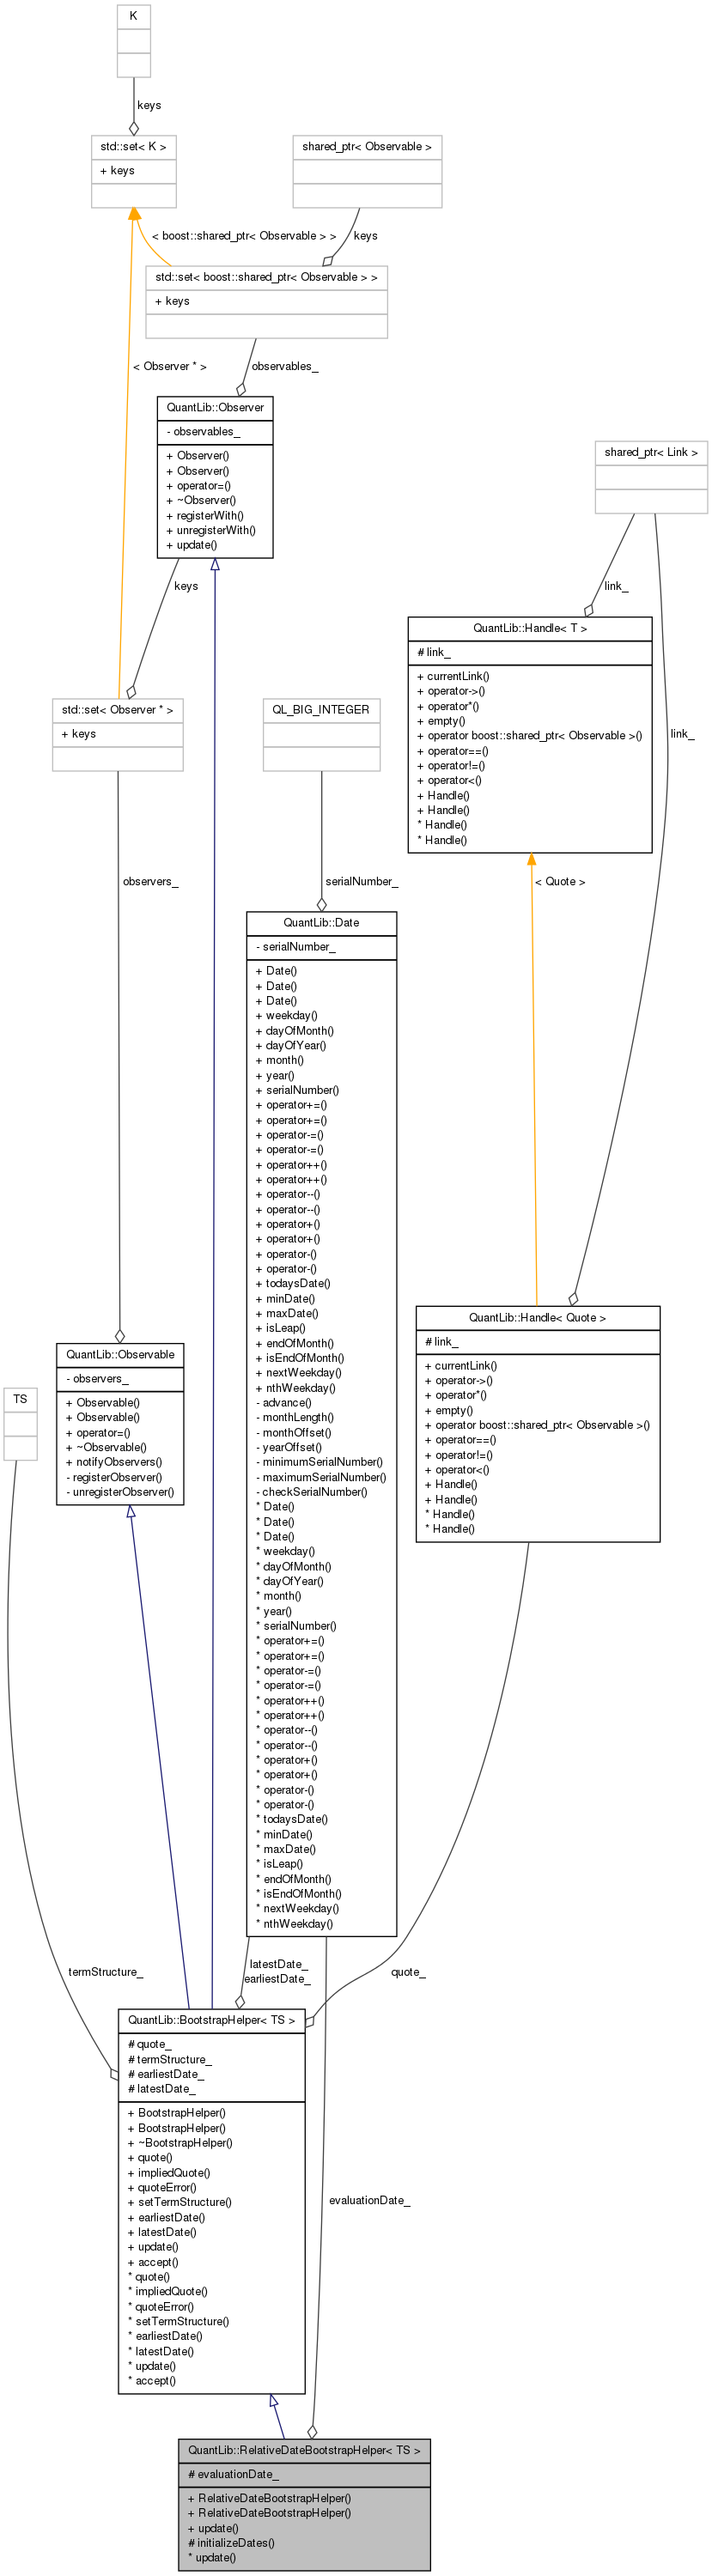 K
keys
std::set< K >
+ keys
shared_ptr< Observable >
< boost::shared_ptr< Observable > >
keys
std::set< boost::shared_ptr< Observable > >
+ keys
< Observer * >
observables_
QuantLib::Observer
- observables_
+ Observer()
+ Observer()
+ operator=()
+ ~Observer()
+ registerWith()
+ unregisterWith()
+ update()
shared_ptr< Link >
keys
link_
QuantLib::Handle< T >
# link_
+ currentLink()
+ operator->()
+ operator*()
+ empty()
+ operator boost::shared_ptr< Observable >()
+ operator==()
+ operator!=()
+ operator<()
+ Handle()
+ Handle()
* Handle()
* Handle()
link_
std::set< Observer * >
+ keys
QL_BIG_INTEGER
observers_
serialNumber_
< Quote >
QuantLib::Date
- serialNumber_
+ Date()
+ Date()
+ Date()
+ weekday()
+ dayOfMonth()
+ dayOfYear()
+ month()
+ year()
+ serialNumber()
+ operator+=()
+ operator+=()
+ operator-=()
+ operator-=()
+ operator++()
+ operator++()
+ operator--()
+ operator--()
+ operator+()
+ operator+()
+ operator-()
+ operator-()
+ todaysDate()
+ minDate()
+ maxDate()
+ isLeap()
+ endOfMonth()
+ isEndOfMonth()
+ nextWeekday()
+ nthWeekday()
- advance()
- monthLength()
- monthOffset()
- yearOffset()
- minimumSerialNumber()
- maximumSerialNumber()
- checkSerialNumber()
* Date()
* Date()
* Date()
* weekday()
* dayOfMonth()
* dayOfYear()
* month()
* year()
* serialNumber()
* operator+=()
* operator+=()
* operator-=()
* operator-=()
* operator++()
* operator++()
* operator--()
* operator--()
* operator+()
* operator+()
* operator-()
* operator-()
* todaysDate()
* minDate()
* maxDate()
* isLeap()
* endOfMonth()
* isEndOfMonth()
* nextWeekday()
* nthWeekday()
QuantLib::Handle< Quote >
# link_
+ currentLink()
+ operator->()
+ operator*()
+ empty()
+ operator boost::shared_ptr< Observable >()
+ operator==()
+ operator!=()
+ operator<()
+ Handle()
+ Handle()
* Handle()
* Handle()
QuantLib::Observable
- observers_
+ Observable()
+ Observable()
+ operator=()
+ ~Observable()
+ notifyObservers()
- registerObserver()
- unregisterObserver()
TS
termStructure_
latestDate_
earliestDate_
quote_
QuantLib::BootstrapHelper< TS >
# quote_
# termStructure_
# earliestDate_
# latestDate_
+ BootstrapHelper()
+ BootstrapHelper()
+ ~BootstrapHelper()
+ quote()
+ impliedQuote()
+ quoteError()
+ setTermStructure()
+ earliestDate()
+ latestDate()
+ update()
+ accept()
* quote()
* impliedQuote()
* quoteError()
* setTermStructure()
* earliestDate()
* latestDate()
* update()
* accept()
evaluationDate_
QuantLib::RelativeDateBootstrapHelper< TS >
# evaluationDate_
+ RelativeDateBootstrapHelper()
+ RelativeDateBootstrapHelper()
+ update()
# initializeDates()
* update()